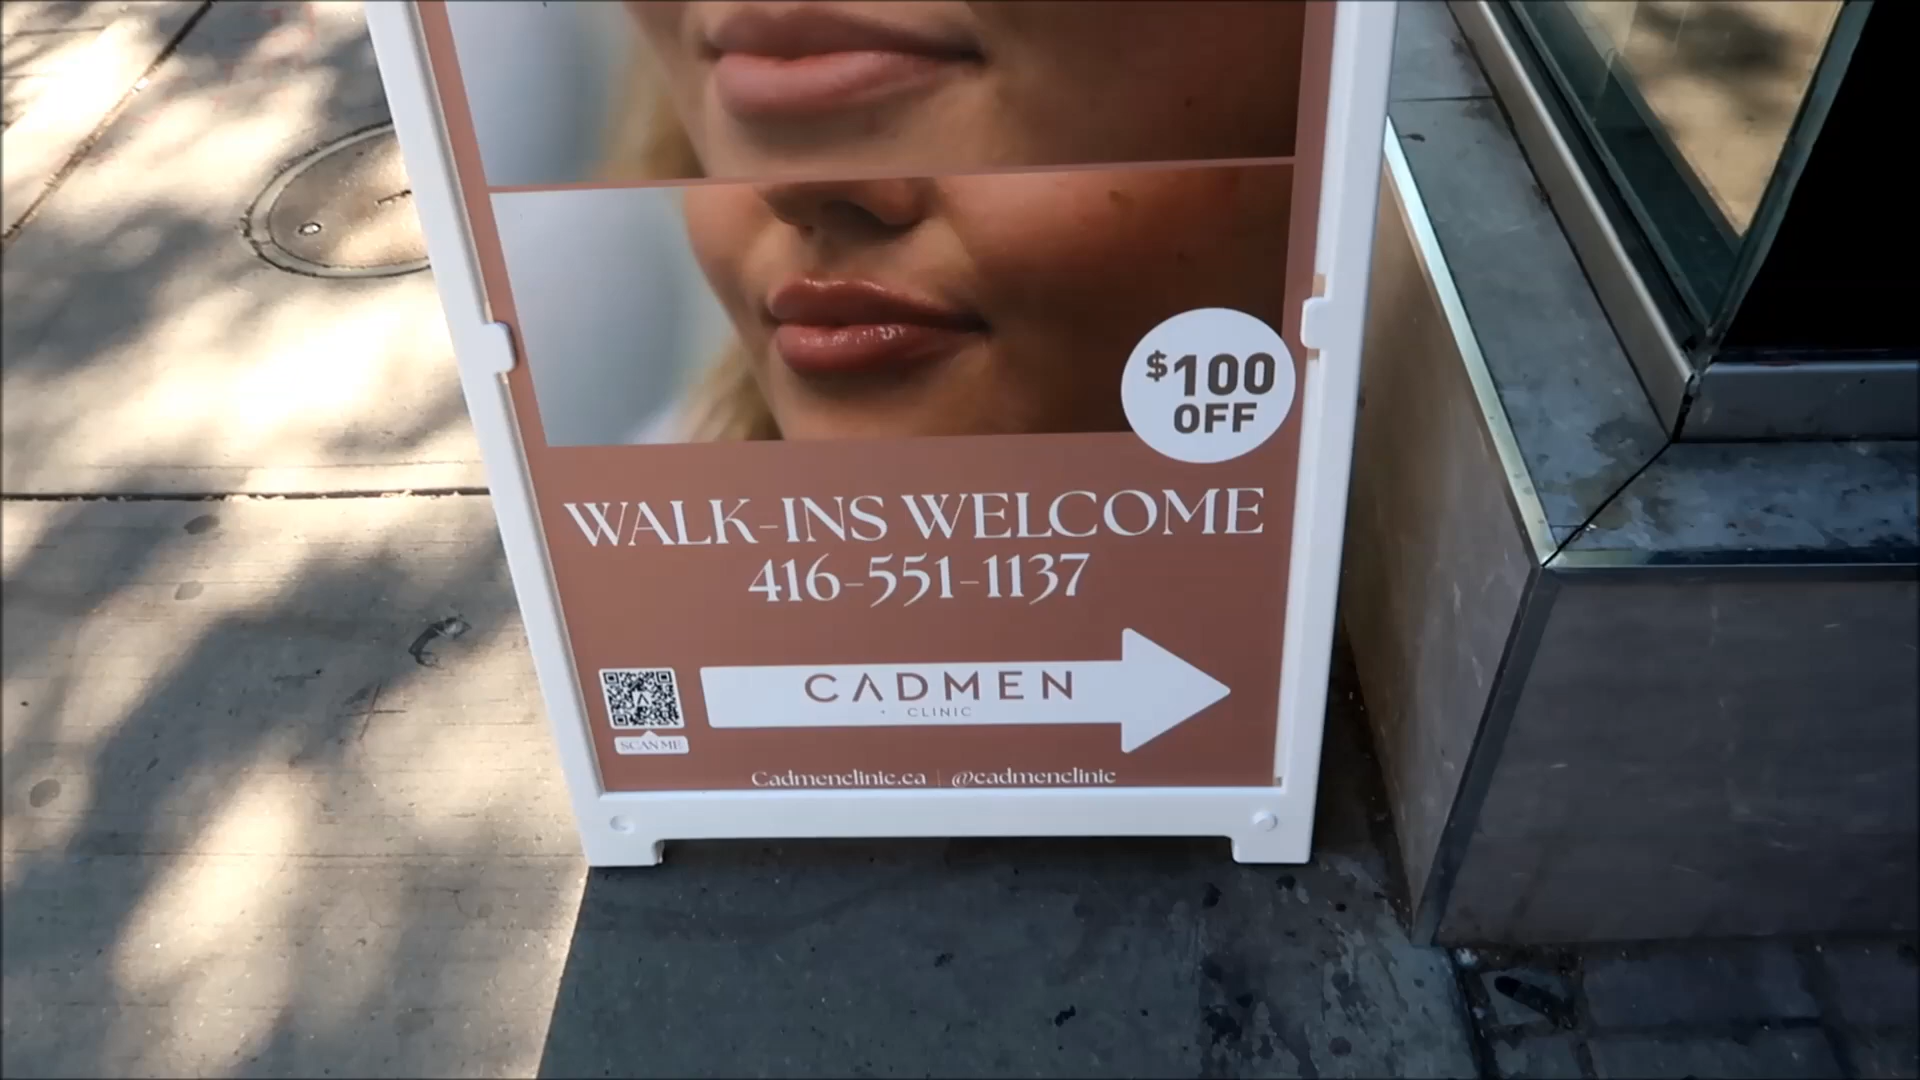 $100
OFF
WALK-INS WELCOME
416-551-1137
CADMEN
CLINIC
SCAN ME
Cadmenclinic.ca | @cadmenclinic